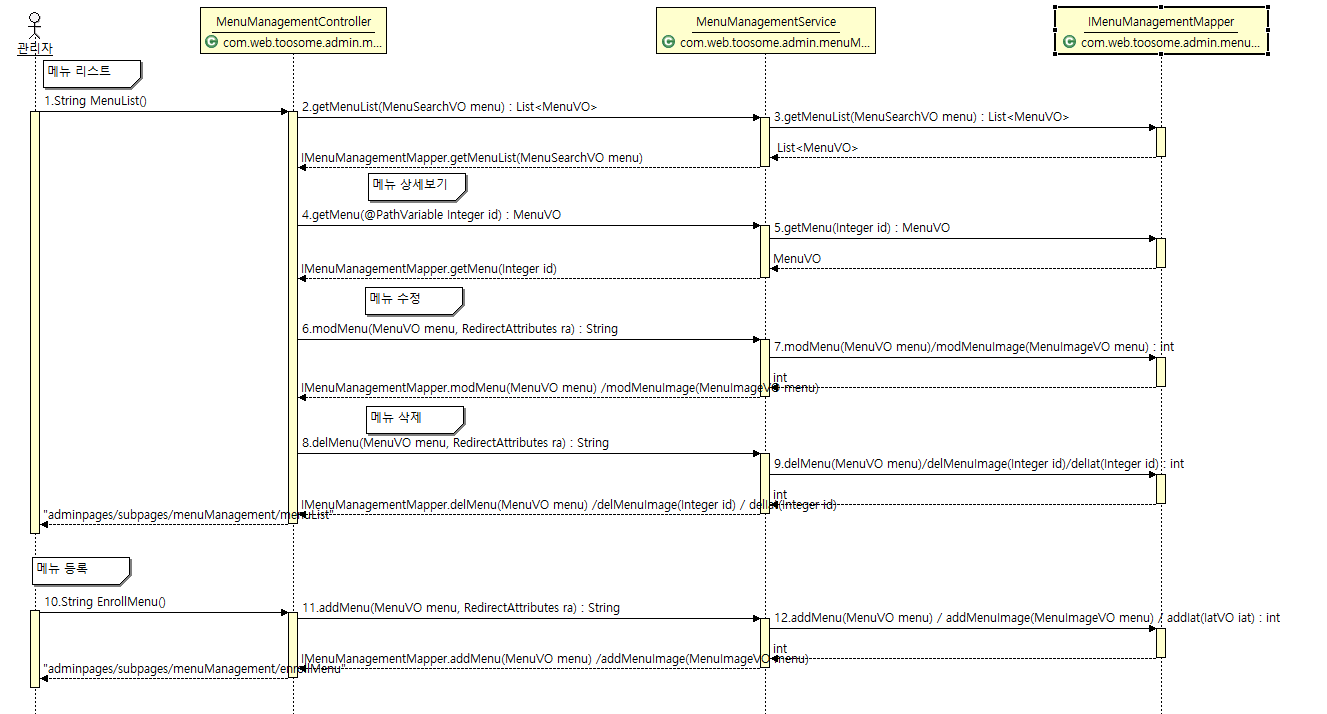 MenuManagementController
com.web.toosome.admin.m...
MenuManagementService
com.web.toosome.admin.menuM...
IMenuManagementMapper
com.web.toosome.admin.menu...
관리자
메뉴 리스트
1.String MenuList()
2.getMenuList(MenuSearchVO menu) : List<MenuVO>
3.getMenuList(MenuSearchVO menu) : List<MenuVO>
List<MenuVO>
IMenuManagementMapper.getMenuList(MenuSearchVO menu)
메뉴 상세보기
4.getMenu(@PathVariable Integer id) : MenuVO
5.getMenu(Integer id) : MenuVO
MenuVO
IMenuManagementMapper.getMenu(Integer id)
메뉴 수정
6.modMenu(MenuVO menu, RedirectAttributes ra) : String
7.modMenu(MenuVO menu)/modMenuImage(MenuImageVO menu) : int
int
IMenuManagementMapper.modMenu(MenuVO menu) /modMenuImage(MenuImageVO menu)
메뉴 삭제
8.delMenu(MenuVO menu, RedirectAttributes ra) : String
9.delMenu(MenuVO menu)/delMenuImage(Integer id)/delIat(Integer id) : int
int
IMenuManagementMapper.delMenu(MenuVO menu) /delMenuImage(Integer id) / delIat(Integer id)
"adminpages/subpages/menuManagement/menuList"
메뉴 등록
10.String EnrollMenu()
11.addMenu(MenuVO menu, RedirectAttributes ra) : String
12.addMenu(MenuVO menu) / addMenuImage(MenuImageVO menu) / addIat(IatVO iat) : int
int
IMenuManagementMapper.addMenu(MenuVO menu) /addMenuImage(MenuImageVO menu)
"adminpages/subpages/menuManagement/enrollMenu"